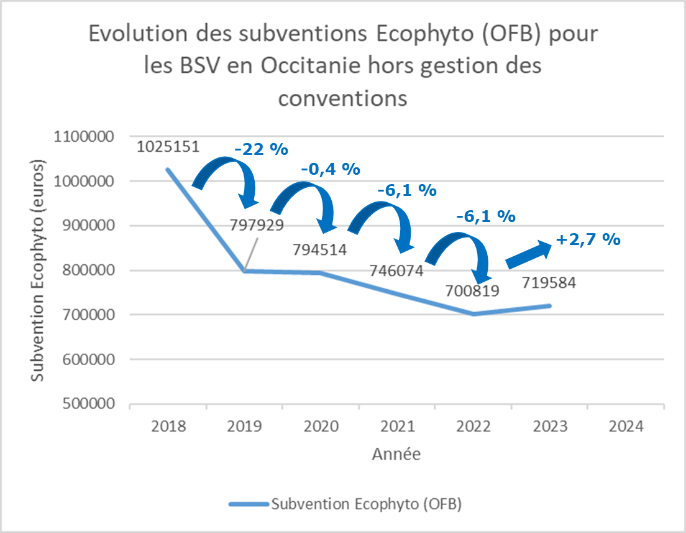 Evolution des subventions Ecophyto (OFB) pour
les BSV en Occitanie hors gestion des
conventions
Subvention Ecophyto (euros)
1100000
1000000
900000
800000
700000
600000
500000
1025151
-22 %
797929
-0,4 %
794514
-6,1 %
746074
-6,1 %
700819
+2,7 %
719584
2018 2019 2020 2021 2022 2023 2024
Année
Subvention Ecophyto (OFB)